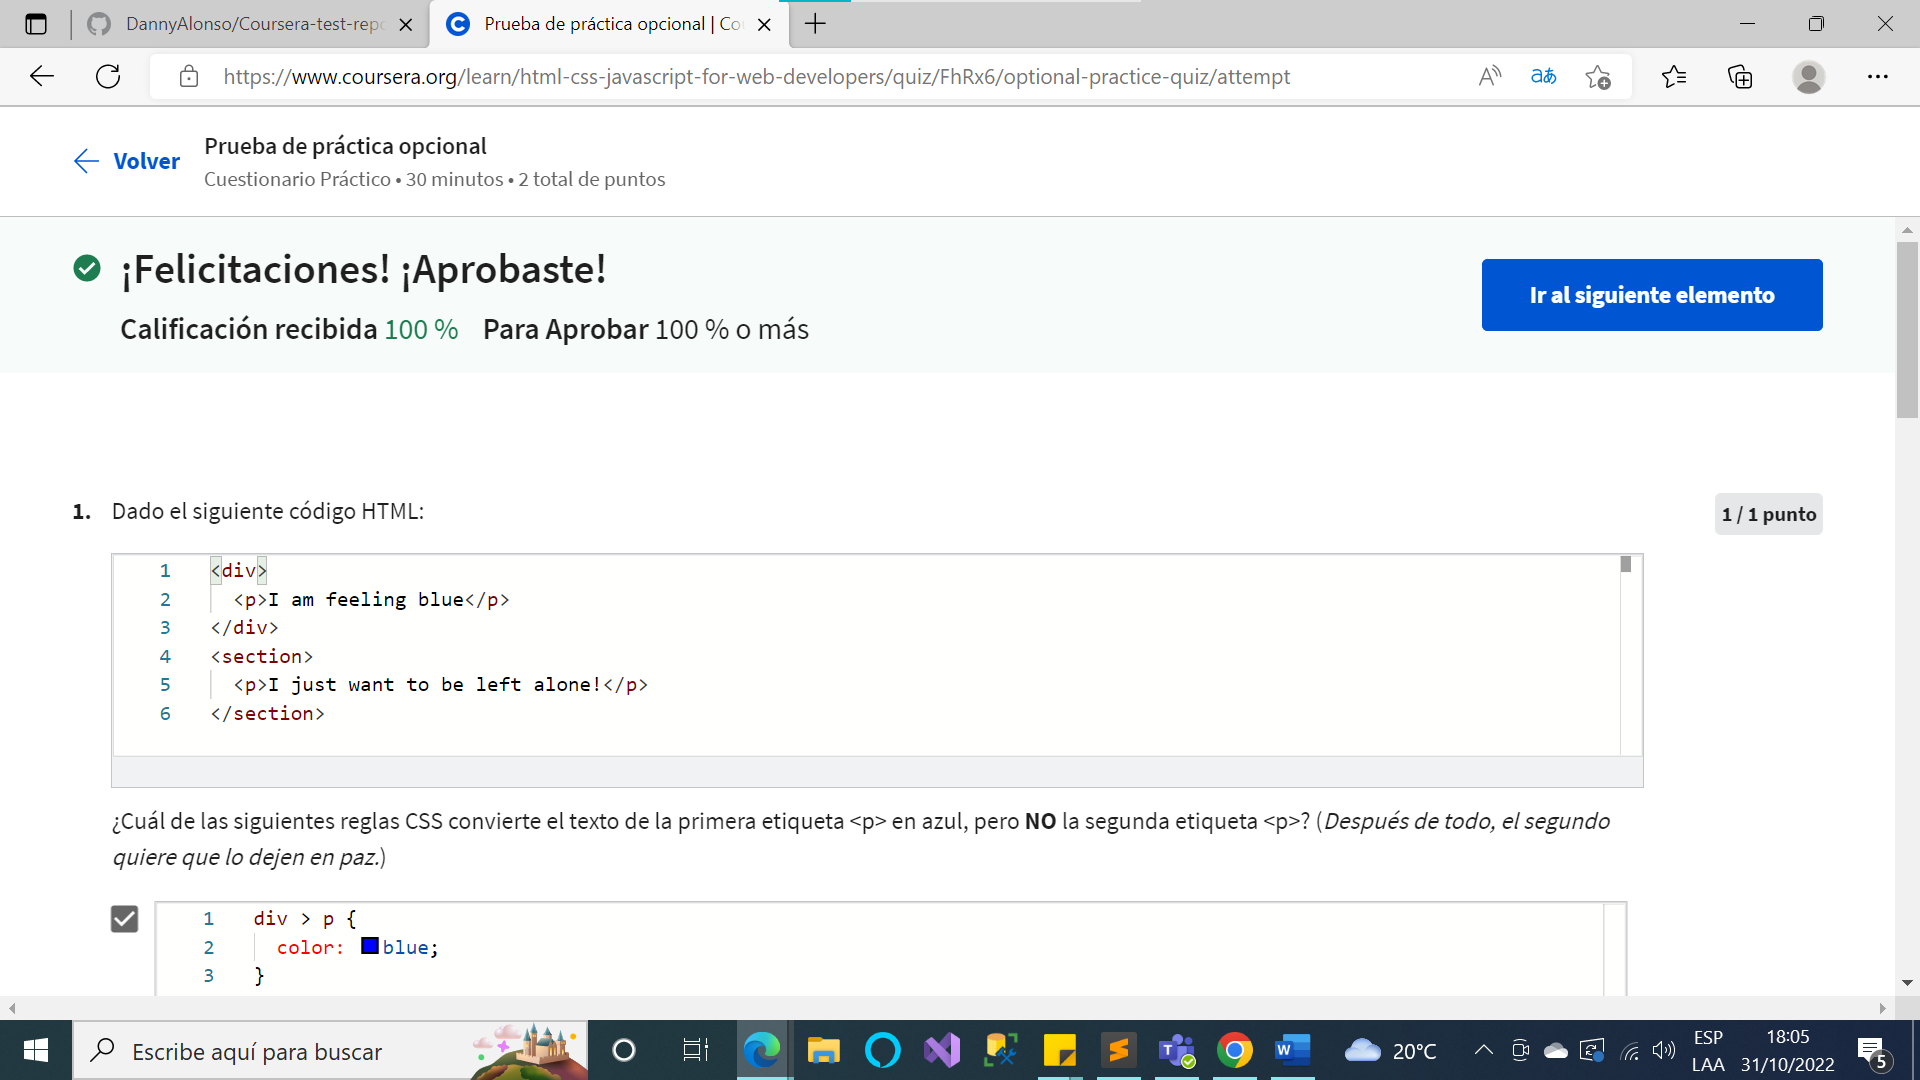 DannyAlonso/Coursera-test-repo
Prueba de práctica opcional | Co
https://www.coursera.org/learn/html-css-javascript-for-web-developers/quiz/FhRx6/optional-practice-quiz/attempt
Volver
Prueba de práctica opcional
Cuestionario Práctico • 30 minutos • 2 total de puntos
¡Felicitaciones! ¡Aprobaste!
Calificación recibida 100 % Para Aprobar 100 % o más
Ir al siguiente elemento
1. Dado el siguiente código HTML:
1 / 1 punto
1 <div>
2 <p>I am feeling blue</p>
3 </div>
4 <section>
5 <p>I just want to be left alone!</p>
6 </section>
¿Cuál de las siguientes reglas CSS convierte el texto de la primera etiqueta <p> en azul, pero NO la segunda etiqueta <p>? (Después de todo, el segundo
quiere que lo dejen en paz.)
1 div > p {
2 color: blue;
3 }
Escribe aquí para buscar
20°C
ESP
LAA
18:05
31/10/2022
5